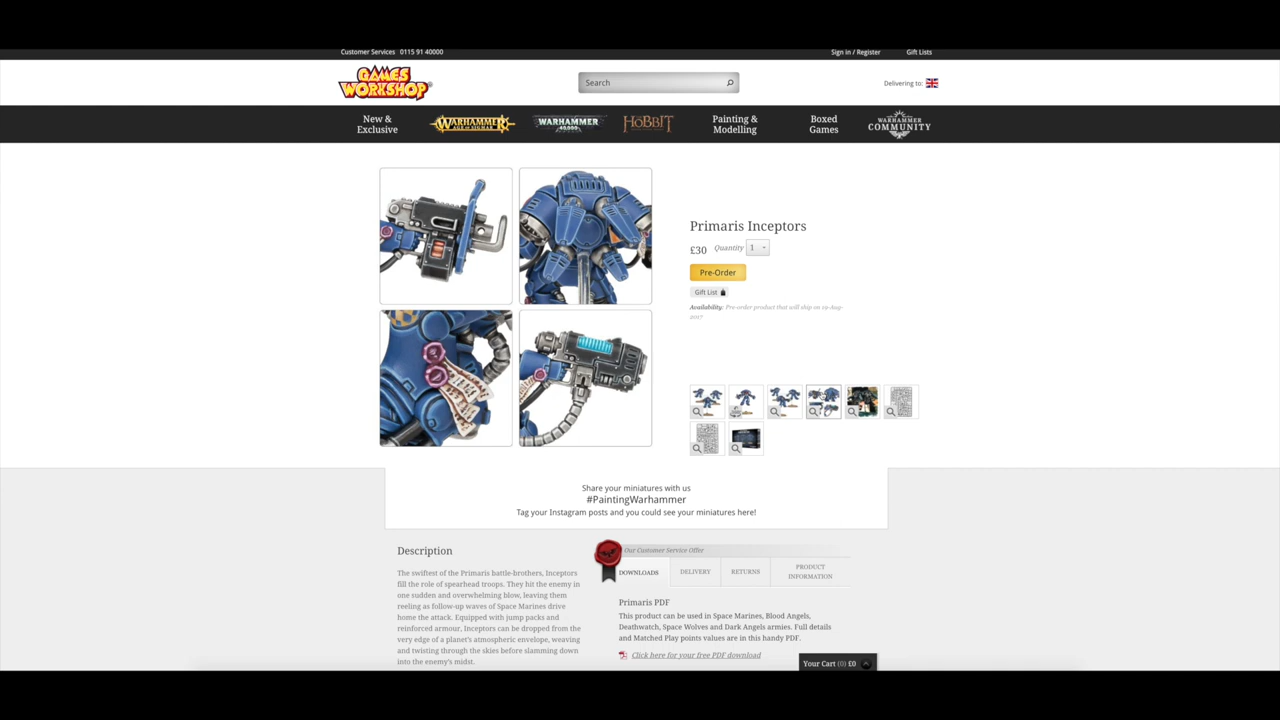 Customer Services 0115 91 40000
Sign in / Register
Gift Lists
GAMES
WORKSHOP
Search
Delivering to:
New &
Exclusive
WARHAMMER
AGE OF SIGMAR
WARHAMMER
40,000
THE HOBBIT
Painting &
Modelling
Boxed
Games
WARHAMMER
COMMUNITY
Primaris Inceptors
£30 Quantity 1
Pre-Order
Gift List
Availability: Pre-order product that will ship on 19-Aug-
2017
Share your miniatures with us
#PaintingWarhammer
Tag your Instagram posts and you could see your miniatures here!
Description
The swiftest of the Primaris battle-brothers, Inceptors
fill the role of spearhead troops. They hit the enemy in
one sudden and overwhelming blow, leaving them
reeling as follow-up waves of Space Marines drive
home the attack. Equipped with jump packs and
reinforced armour, Inceptors can be dropped from the
very edge of a planet's atmospheric envelope, weaving
and twisting through the skies before slamming down
into the enemy's midst.
Our Customer Service Offer
DOWNLOADS
DELIVERY
RETURNS
PRODUCT
INFORMATION
Primaris PDF
This product can be used in Space Marines, Blood Angels,
Deathwatch, Space Wolves and Dark Angels armies. Full details
and Matched Play points values are in this handy PDF.
Click here for your free PDF download
Your Cart (0) £0